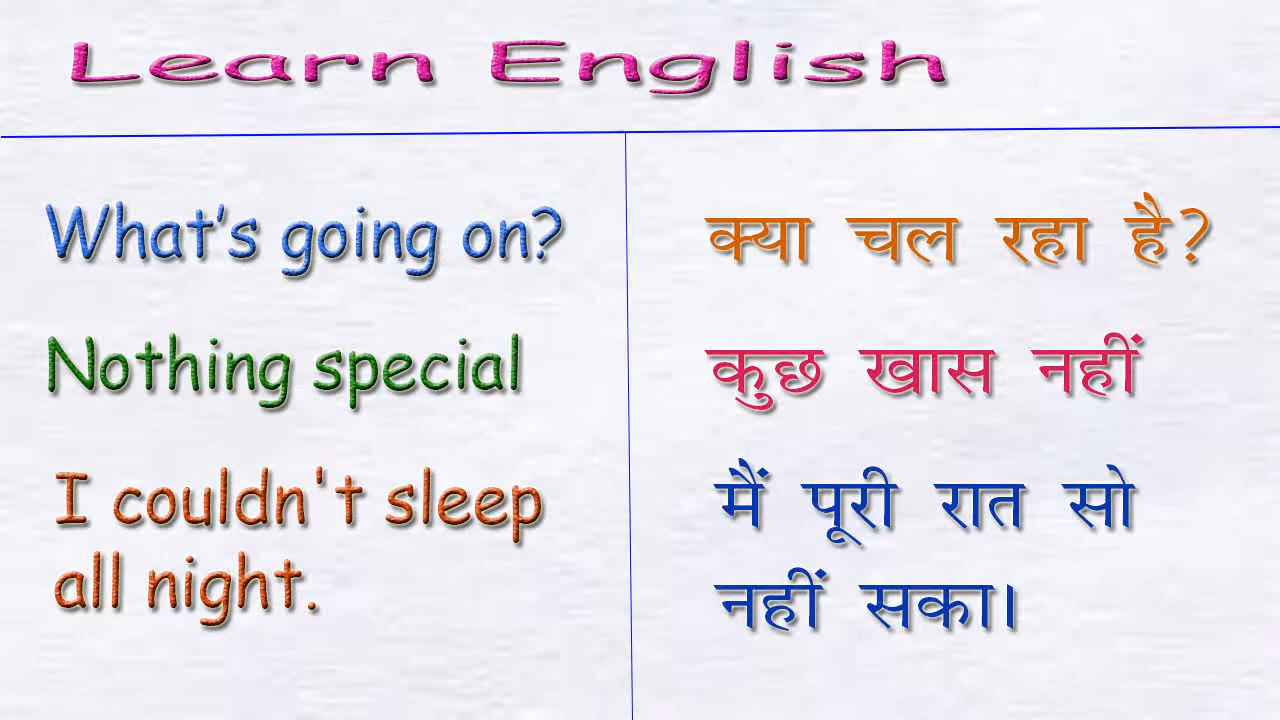 Learn English
What's going on?
क्या चल रहा है?
Nothing special
कुछ खास नहीं
I couldn't sleep
all night.
मैं पूरी रात सो
नहीं सका।